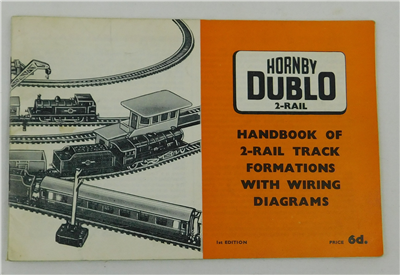 HORNBY
DUBLO
2-RAIL
HANDBOOK OF
2-RAIL TRACK
FORMATIONS
WITH WIRING
DIAGRAMS
1st EDITION
PRICE 6d.